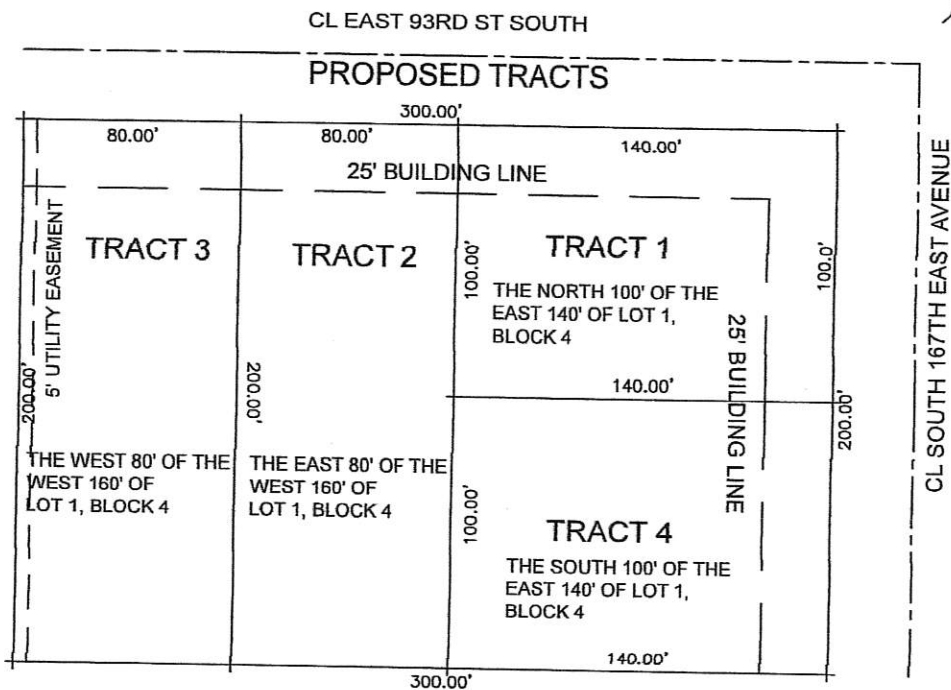 CL EAST 93RD ST SOUTH
PROPOSED TRACTS
300.00'
80.00'
80.00'
140.00'
25' BUILDING LINE
5' UTILITY EASEMENT
TRACT 3
TRACT 2
TRACT 1
100.00'
100.0'
THE NORTH 100' OF THE
EAST 140' OF LOT 1,
BLOCK 4
25' BUILDING LINE
CL SOUTH 167TH EAST AVENUE
200.00'
200.00'
140.00'
200.00'
THE WEST 80' OF THE
WEST 160' OF
LOT 1, BLOCK 4
THE EAST 80' OF THE
WEST 160' OF
LOT 1, BLOCK 4
100.00'
TRACT 4
THE SOUTH 100' OF THE
EAST 140' OF LOT 1,
BLOCK 4
140.00'
300.00'